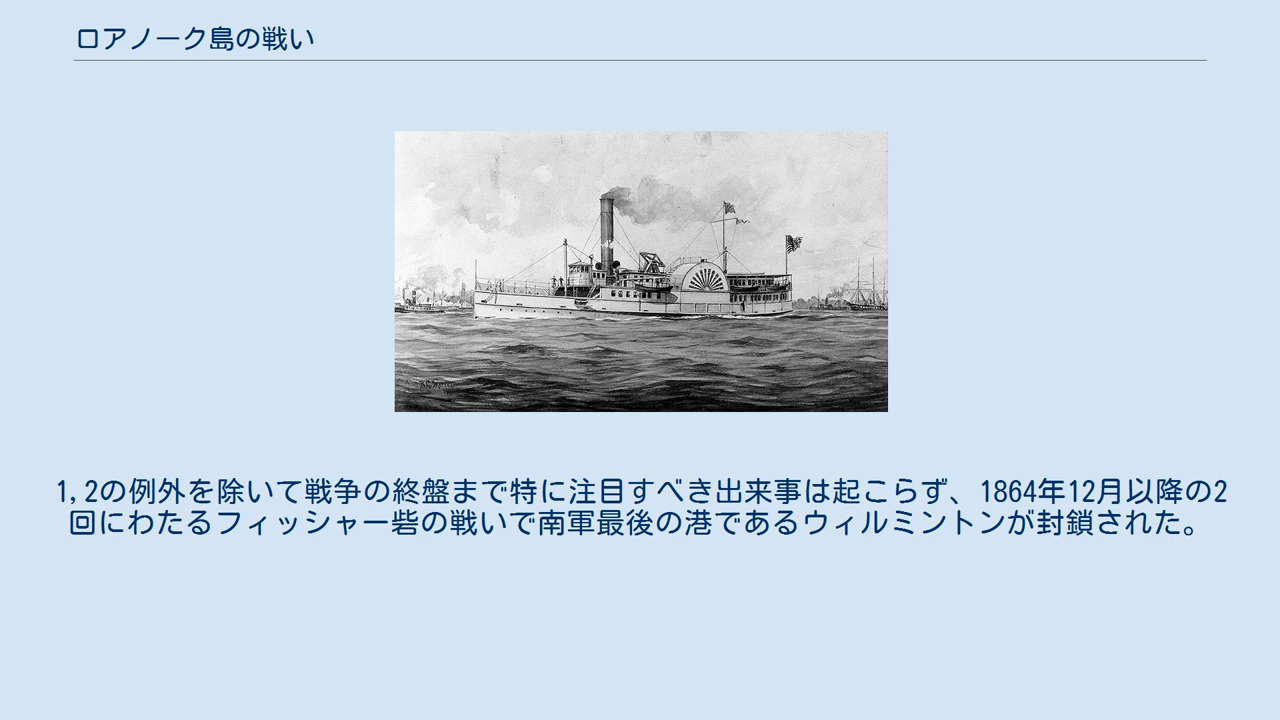 ロアノーク島の戦い
1,2の例外を除いて戦争の終盤まで特に注目すべき出来事は起こらず、1864年12月以降の2
回にわたるフィッシャー砦の戦いで南軍最後の港であるウィルミントンが封鎖された。